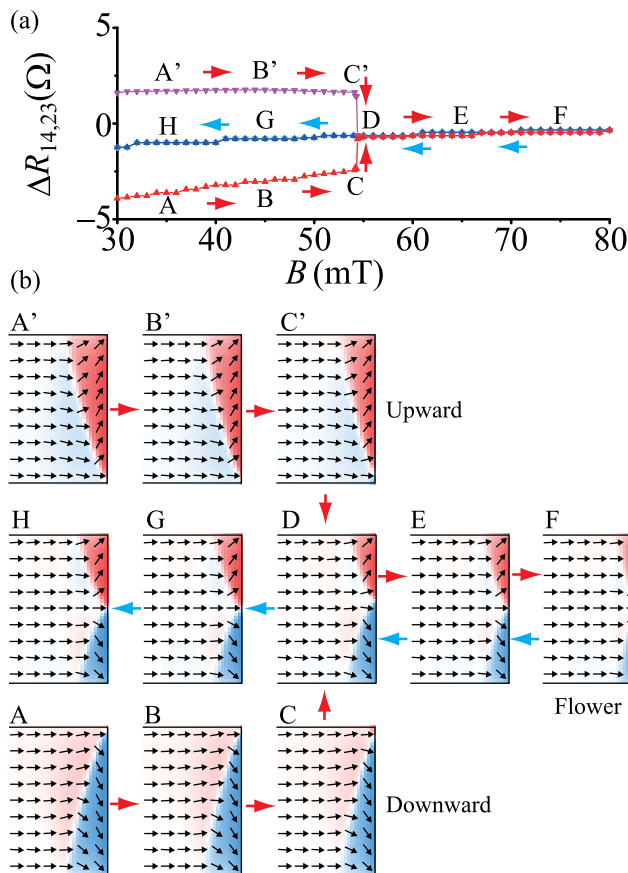 (a)
5
0
−5
ΔR14,23(Ω)
A’ B’ C’
H G D E F
A B C
30 40 50 60 70 80
B (mT)
(b)
A’ B’ C’
Upward
H G D E F
Flower
A B C
Downward